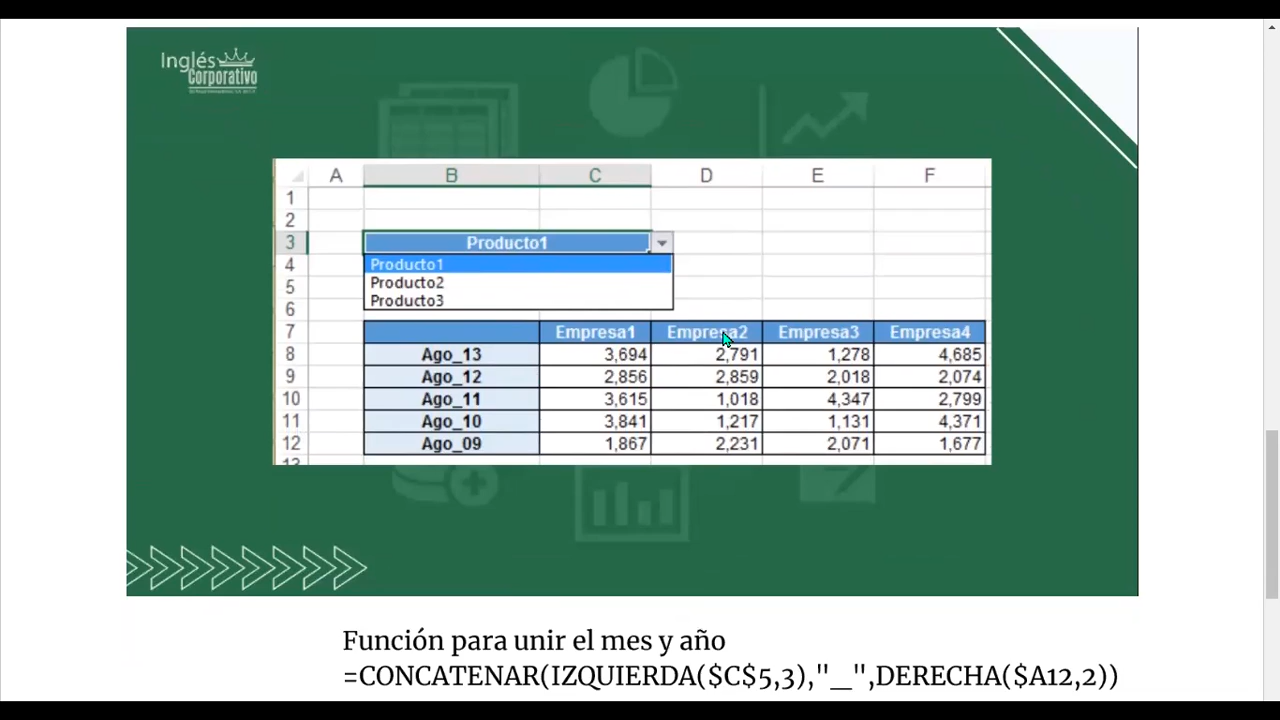 Inglés
Corporativo
A B C D E F
1
2
3 Producto1
4 Producto1
5 Producto2
6 Producto3
7 Empresa1 Empresa2 Empresa3 Empresa4
8 Ago_13 3,694 2,791 1,278 4,685
9 Ago_12 2,856 2,859 2,018 2,074
10 Ago_11 3,615 1,018 4,347 2,799
11 Ago_10 3,841 1,217 1,131 4,371
12 Ago_09 1,867 2,231 2,071 1,677
Función para unir el mes y año
=CONCATENAR(IZQUIERDA($C$5,3),"_",DERECHA($A12,2))